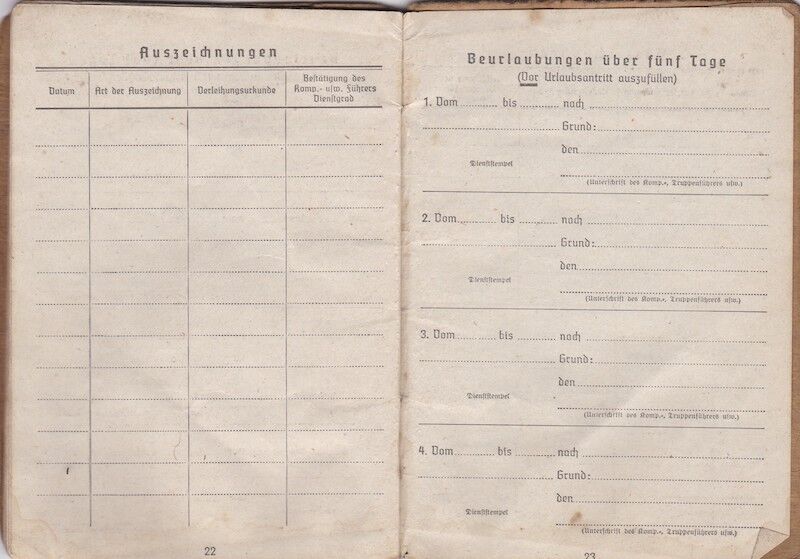 Auszeichnungen
Datum
Art der Auszeichnung
Verleihungsurkunde
Bestätigung des
Komp.- usw. Führers
Dienstgrad
22
Beurlaubungen über fünf Tage
(Vor Urlaubsantritt auszufüllen)
1. Vom bis nach
Grund:
den
Dienststempel
(Unterschrift des Komp.-, Truppenführers usw.)
2. Vom bis nach
Grund:
den
Dienststempel
(Unterschrift des Komp.-, Truppenführers usw.)
3. Vom bis nach
Grund:
den
Dienststempel
(Unterschrift des Komp.-, Truppenführers usw.)
4. Vom bis nach
Grund:
den
Dienststempel
(Unterschrift des Komp.-, Truppenführers usw.)
23